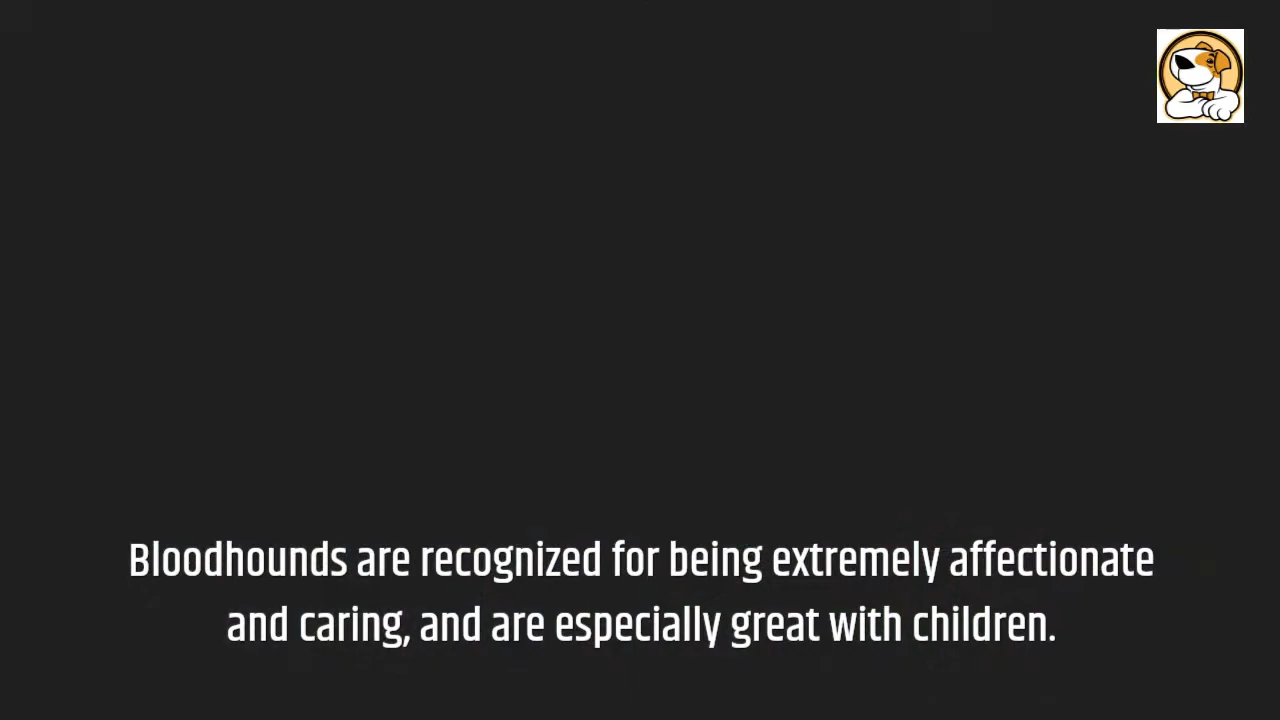 Bloodhounds are recognized for being extremely affectionate
and caring, and are especially great with children.